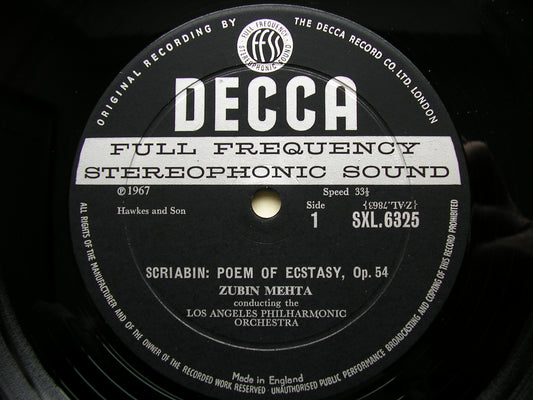 ORIGINAL RECORDING BY
THE DECCA RECORD CO. LTD. LONDON
FULL FREQUENCY
ffss
STEREOPHONIC SOUND
DECCA
FULL FREQUENCY
STEREOPHONIC SOUND
℗1967
Speed 33⅓
Hawkes and Son
Side
1
{ZAL.7863}
SXL.6325
SCRIABIN: POEM OF ECSTASY, Op. 54
ZUBIN MEHTA
conducting the
LOS ANGELES PHILHARMONIC
ORCHESTRA
Made in England
ALL RIGHTS OF THE MANUFACTURER AND OF THE OWNER OF THE RECORDED WORK RESERVED · UNAUTHORISED PUBLIC PERFORMANCE BROADCASTING AND COPYING OF THIS RECORD PROHIBITED